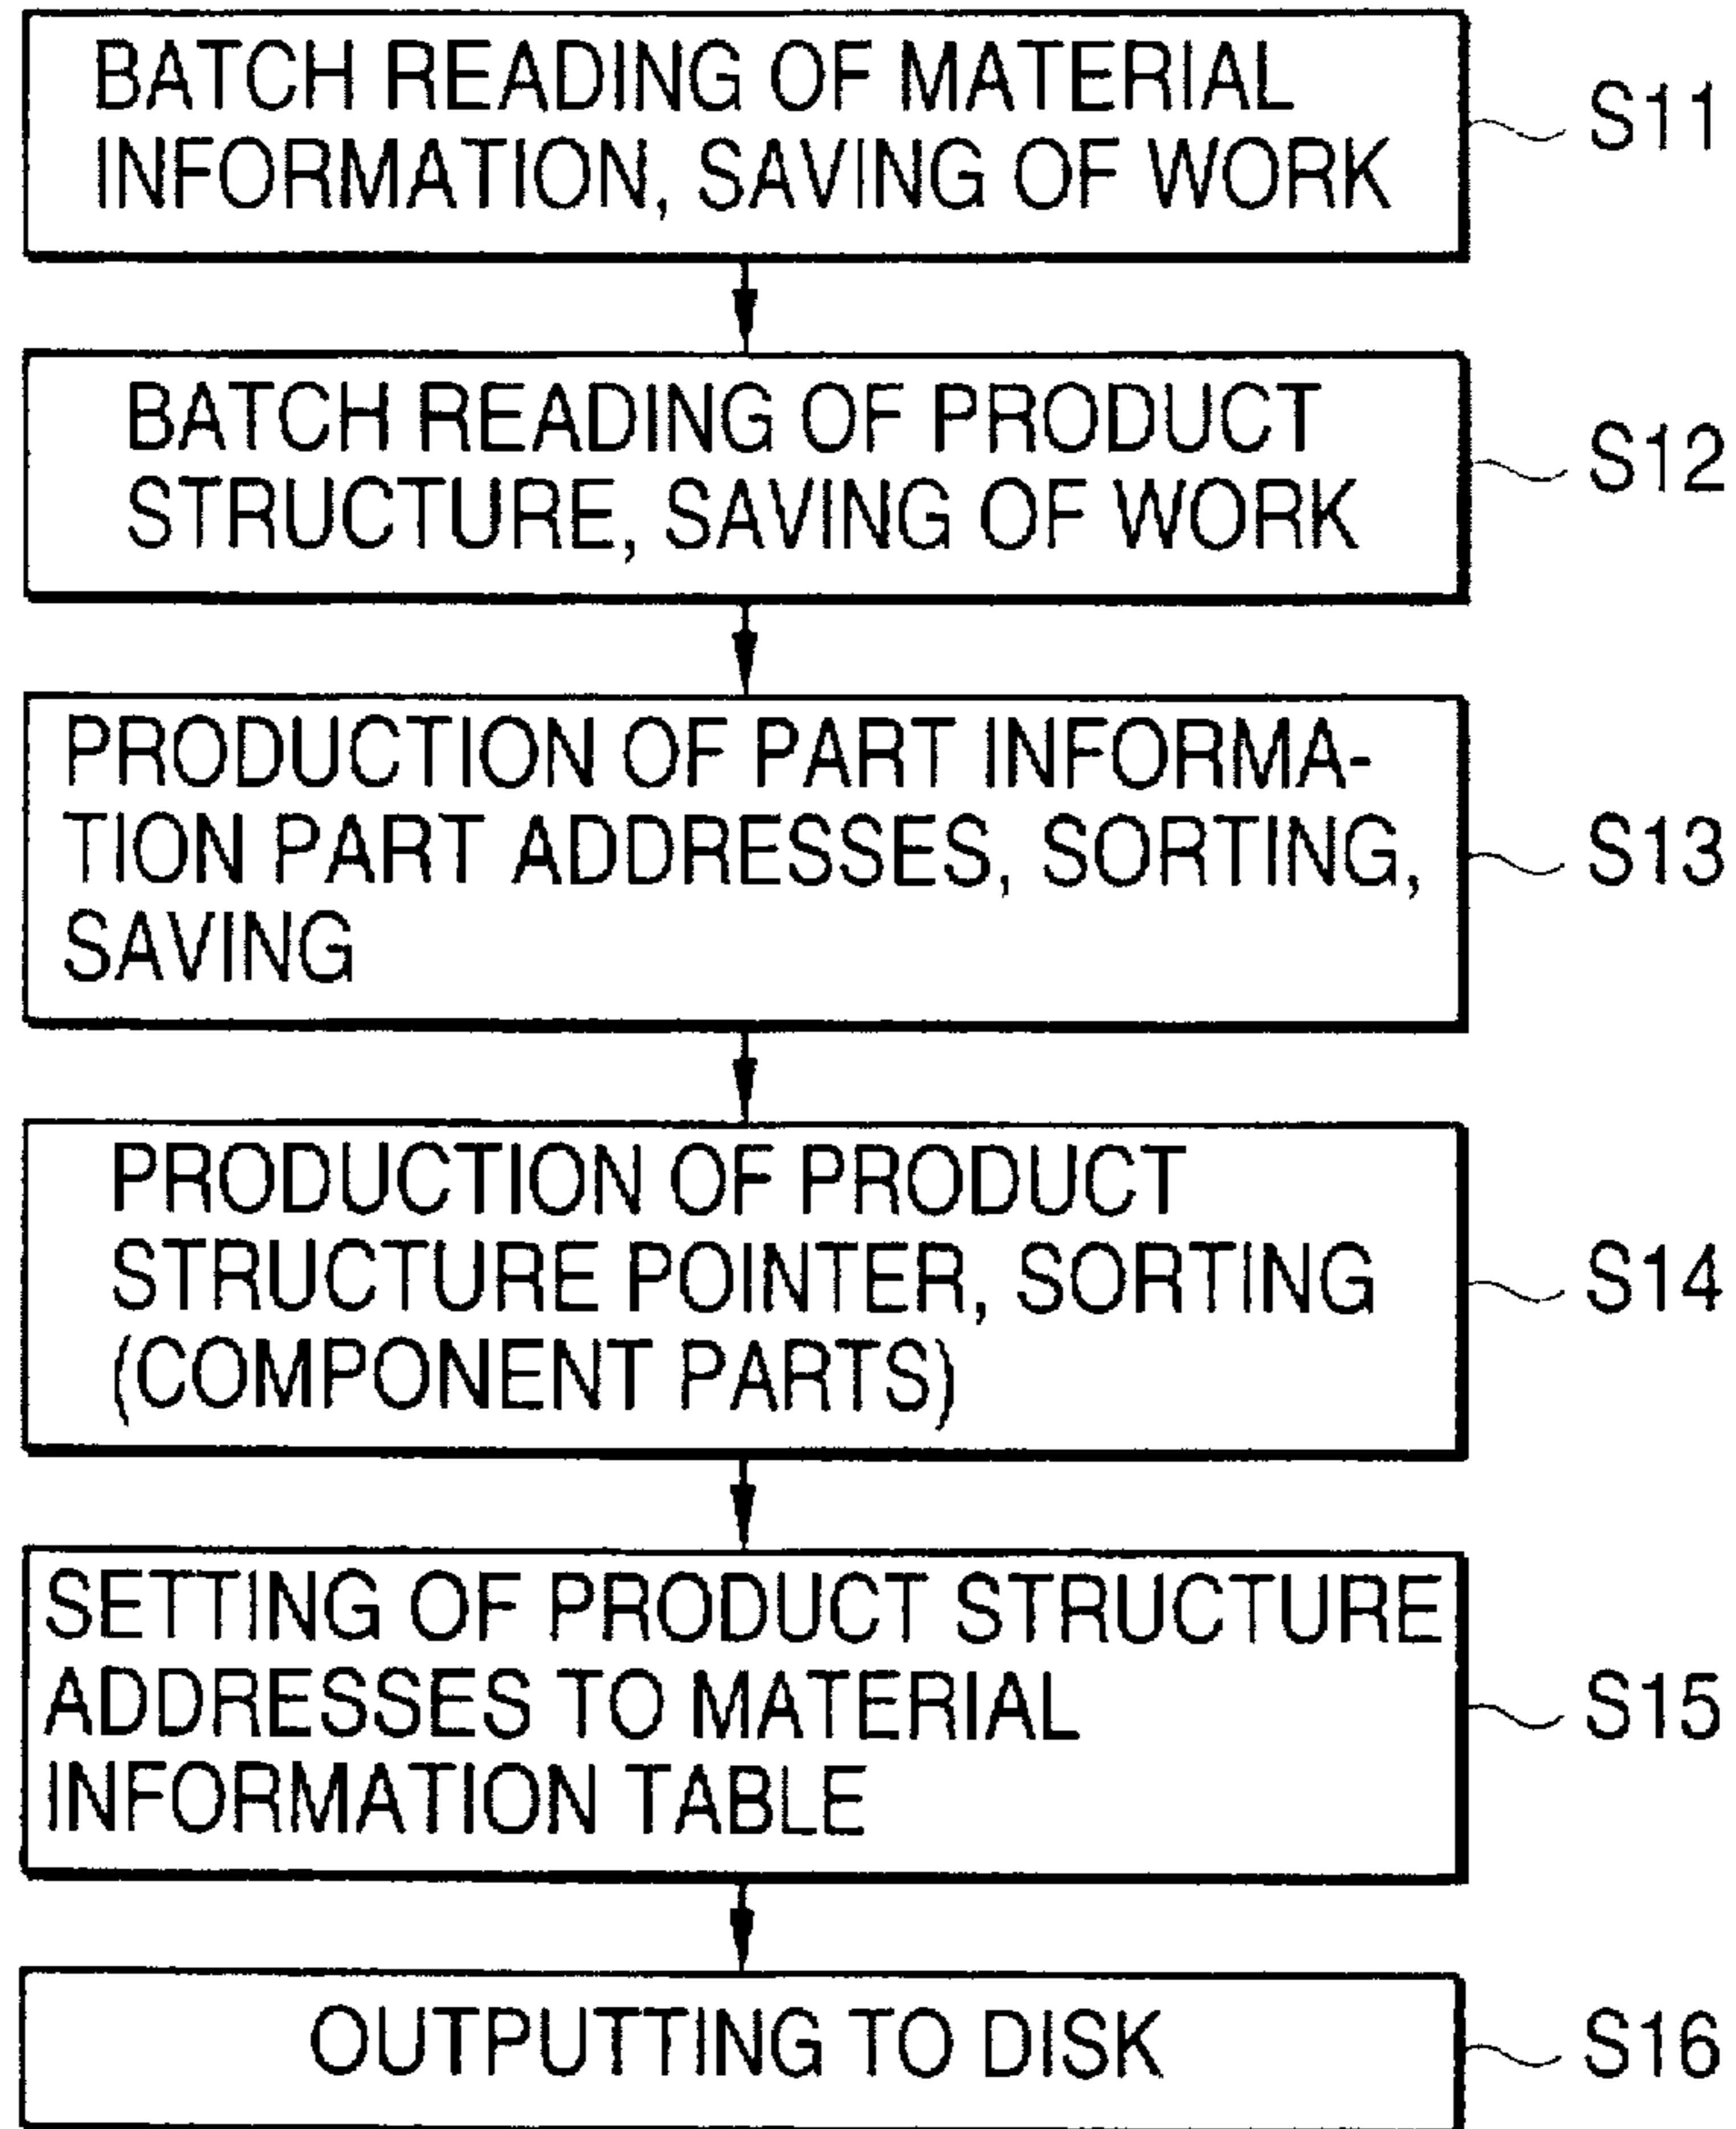 BATCH READING OF MATERIAL
INFORMATION, SAVING OF WORK
S11
BATCH READING OF PRODUCT
STRUCTURE, SAVING OF WORK
S12
PRODUCTION OF PART INFORMA-
TION PART ADDRESSES, SORTING,
SAVING
S13
PRODUCTION OF PRODUCT
STRUCTURE POINTER, SORTING
(COMPONENT PARTS)
S14
SETTING OF PRODUCT STRUCTURE
ADDRESSES TO MATERIAL
INFORMATION TABLE
S15
OUTPUTTING TO DISK
S16